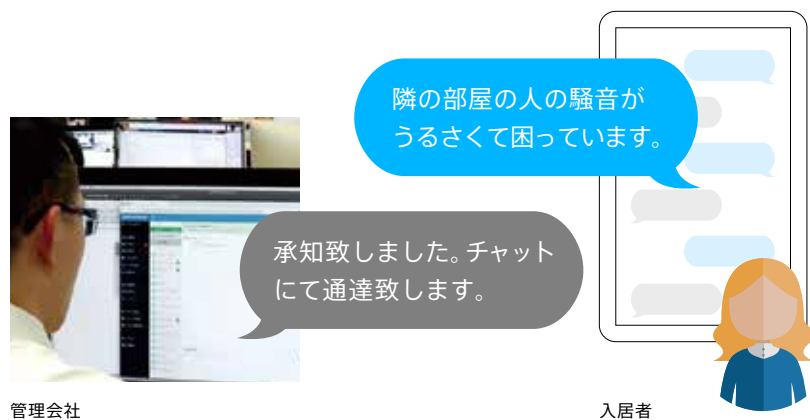 隣の部屋の人の騒音が
うるさくて困っています。
承知致しました。チャット
にて通達致します。
管理会社
入居者